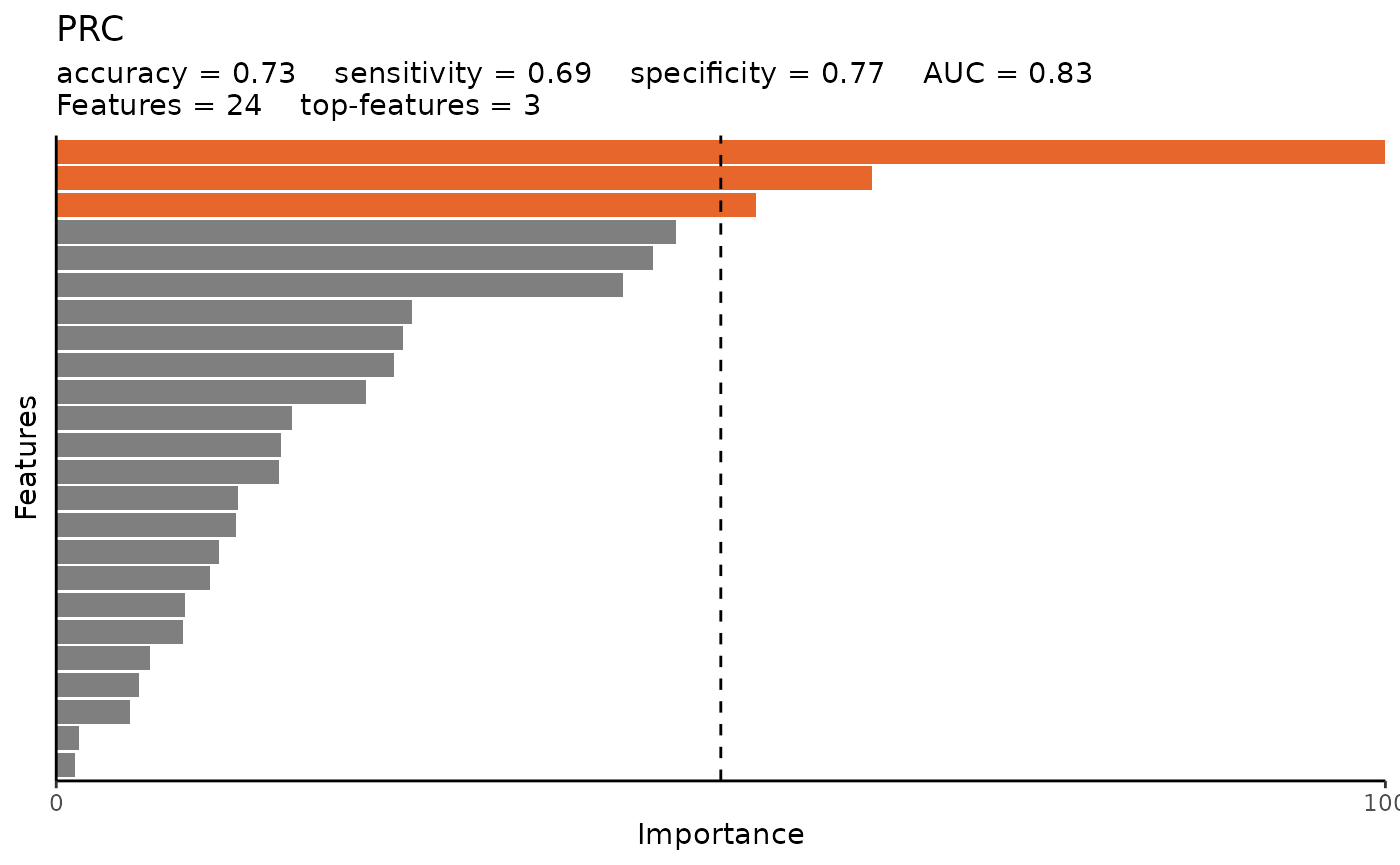 PRC
accuracy = 0.73    sensitivity = 0.69    specificity = 0.77    AUC = 0.83
Features = 24    top-features = 3
Features
0
100
Importance